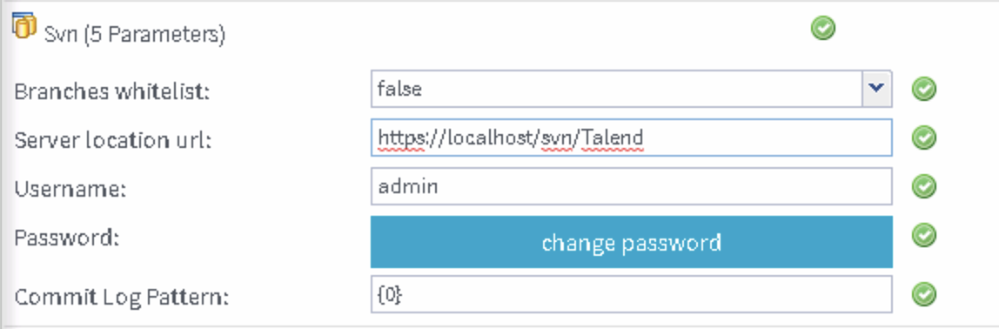 Svn (5 Parameters)
Branches whitelist: false
Server location url: https://localhost/svn/Talend
Username: admin
Password: change password
Commit Log Pattern: {0}